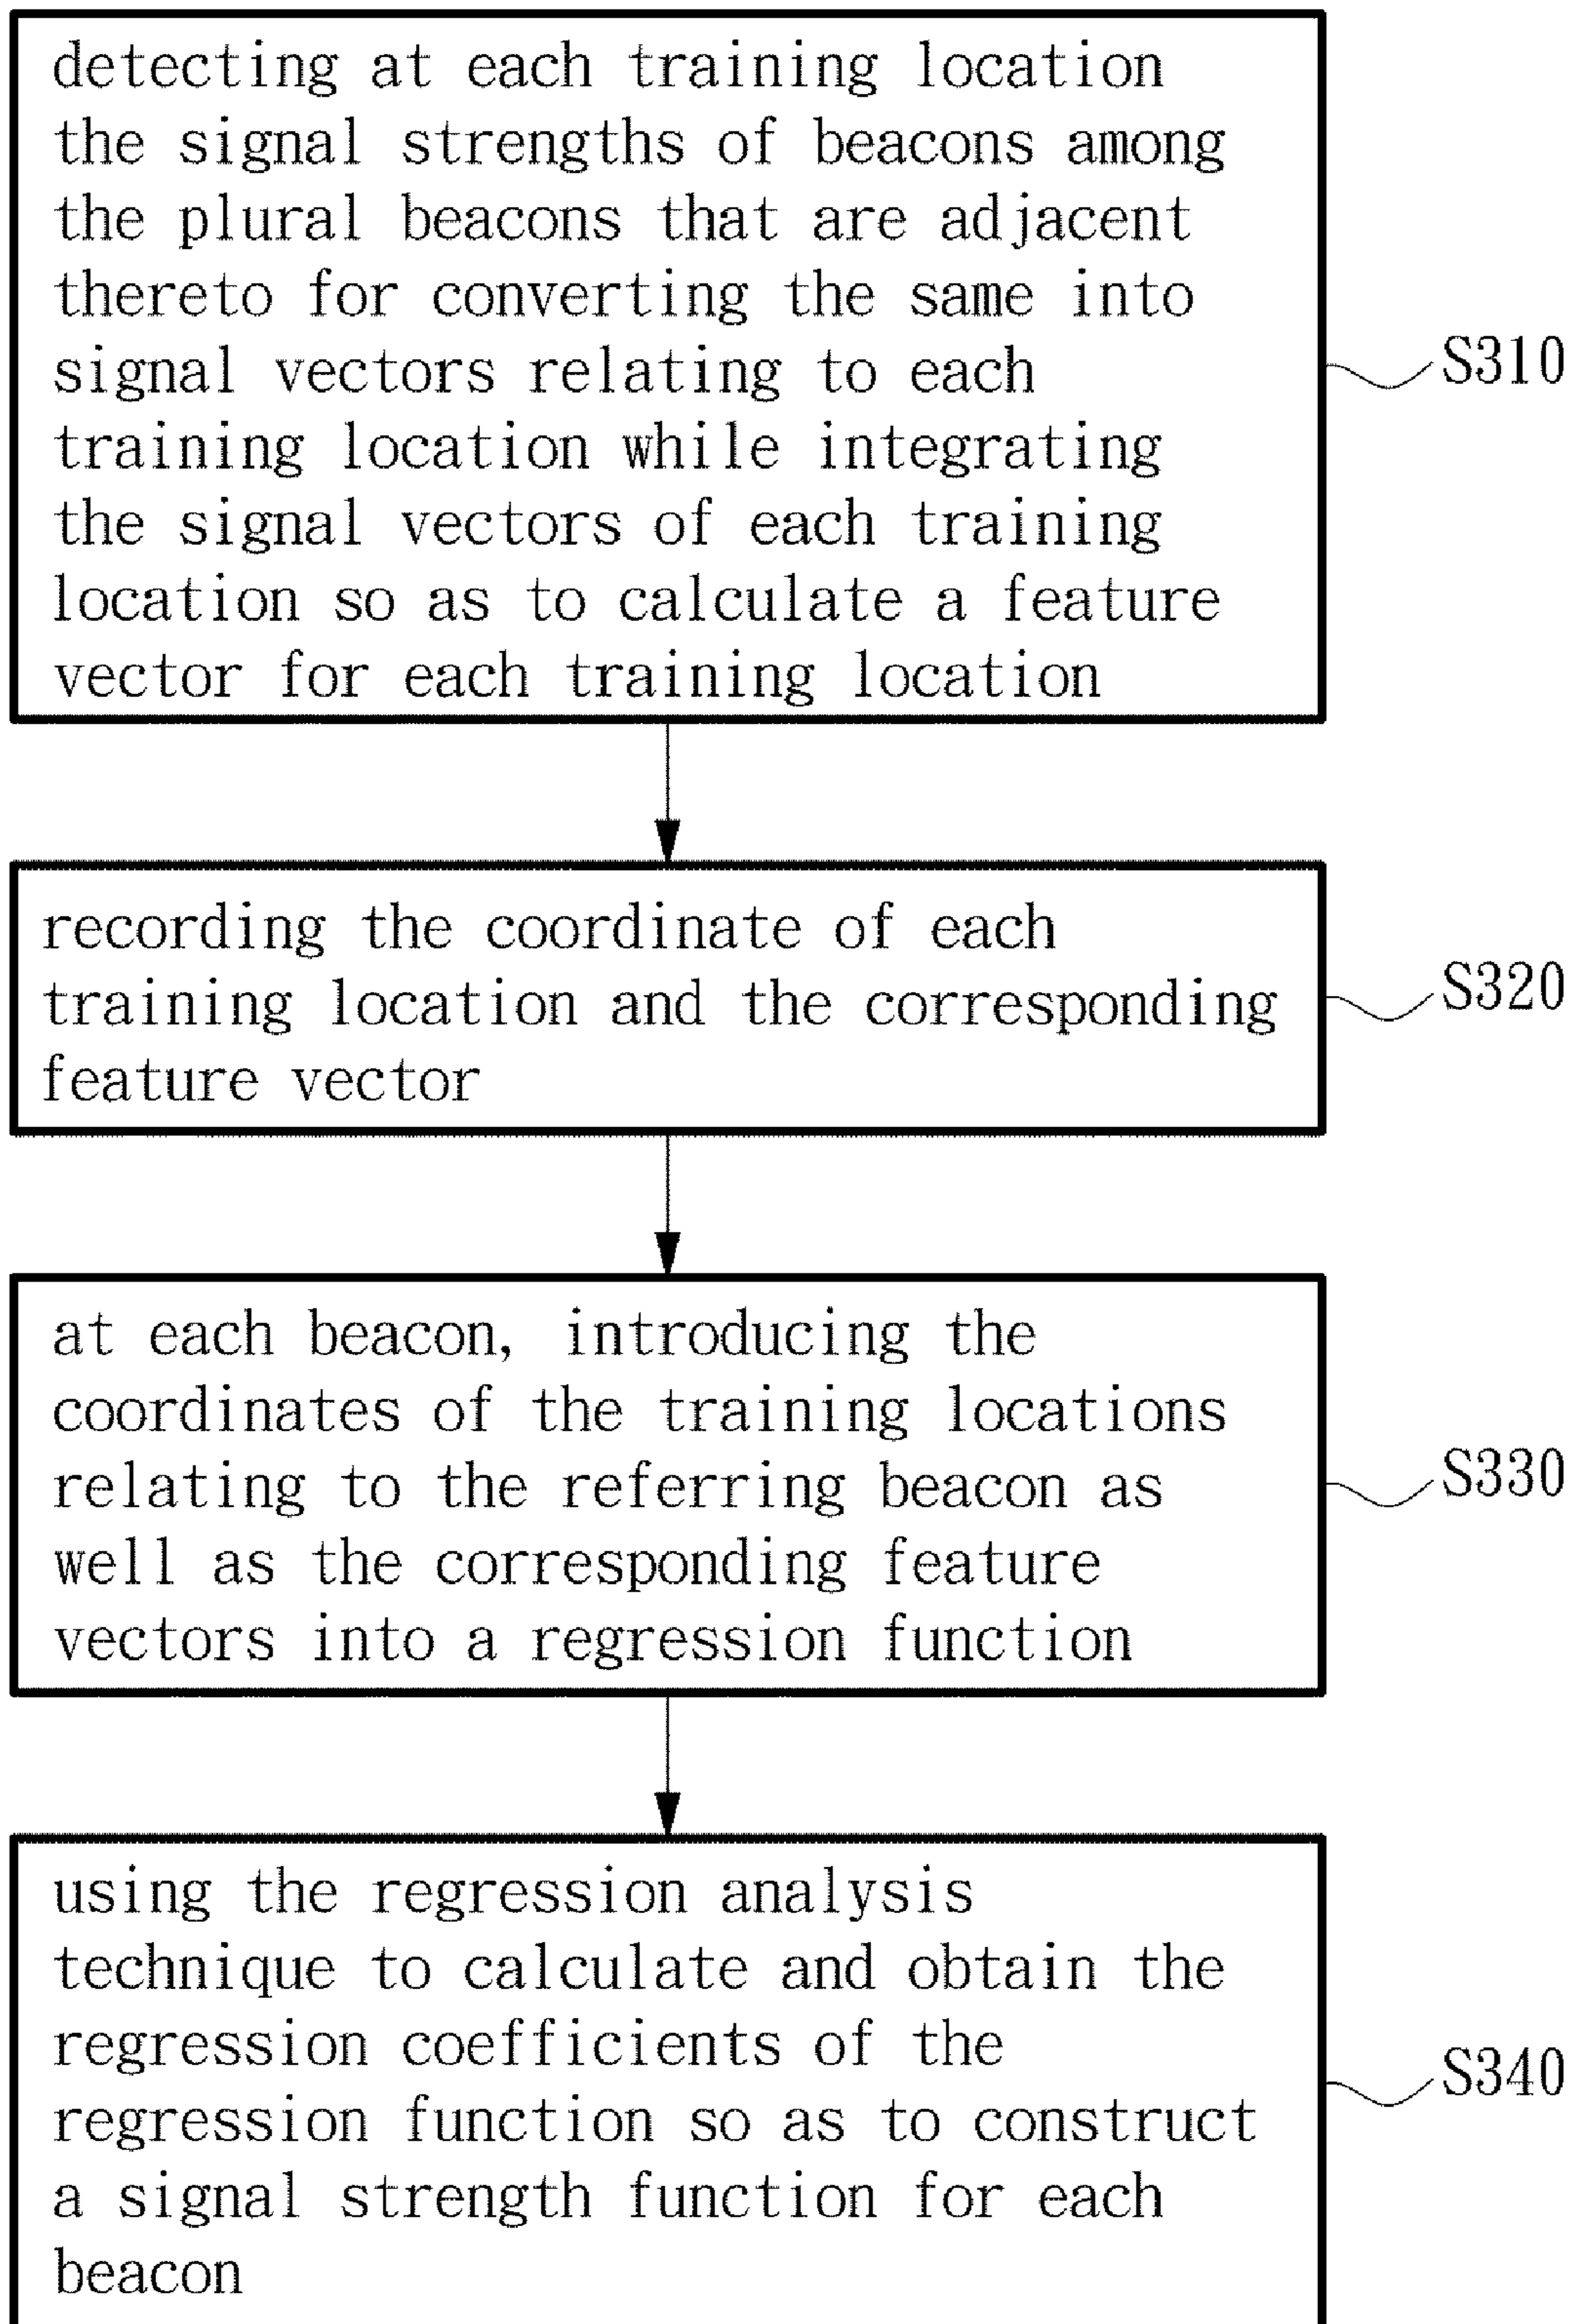 detecting at each training location
the signal strengths of beacons among
the plural beacons that are adjacent
thereto for converting the same into
signal vectors relating to each
training location while integrating
the signal vectors of each training
location so as to calculate a feature
vector for each training location
S310
recording the coordinate of each
training location and the corresponding
feature vector
S320
at each beacon, introducing the
coordinates of the training locations
relating to the referring beacon as
well as the corresponding feature
vectors into a regression function
S330
using the regression analysis
technique to calculate and obtain the
regression coefficients of the
regression function so as to construct
a signal strength function for each
beacon
S340